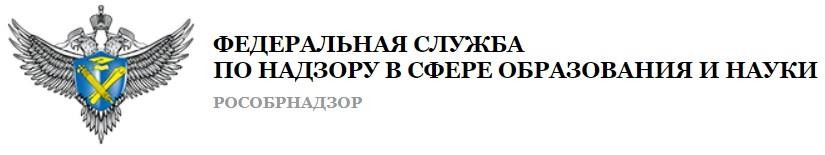 ФЕДЕРАЛЬНАЯ СЛУЖБА
ПО НАДЗОРУ В СФЕРЕ ОБРАЗОВАНИЯ И НАУКИ
РОСОБРНАДЗОР